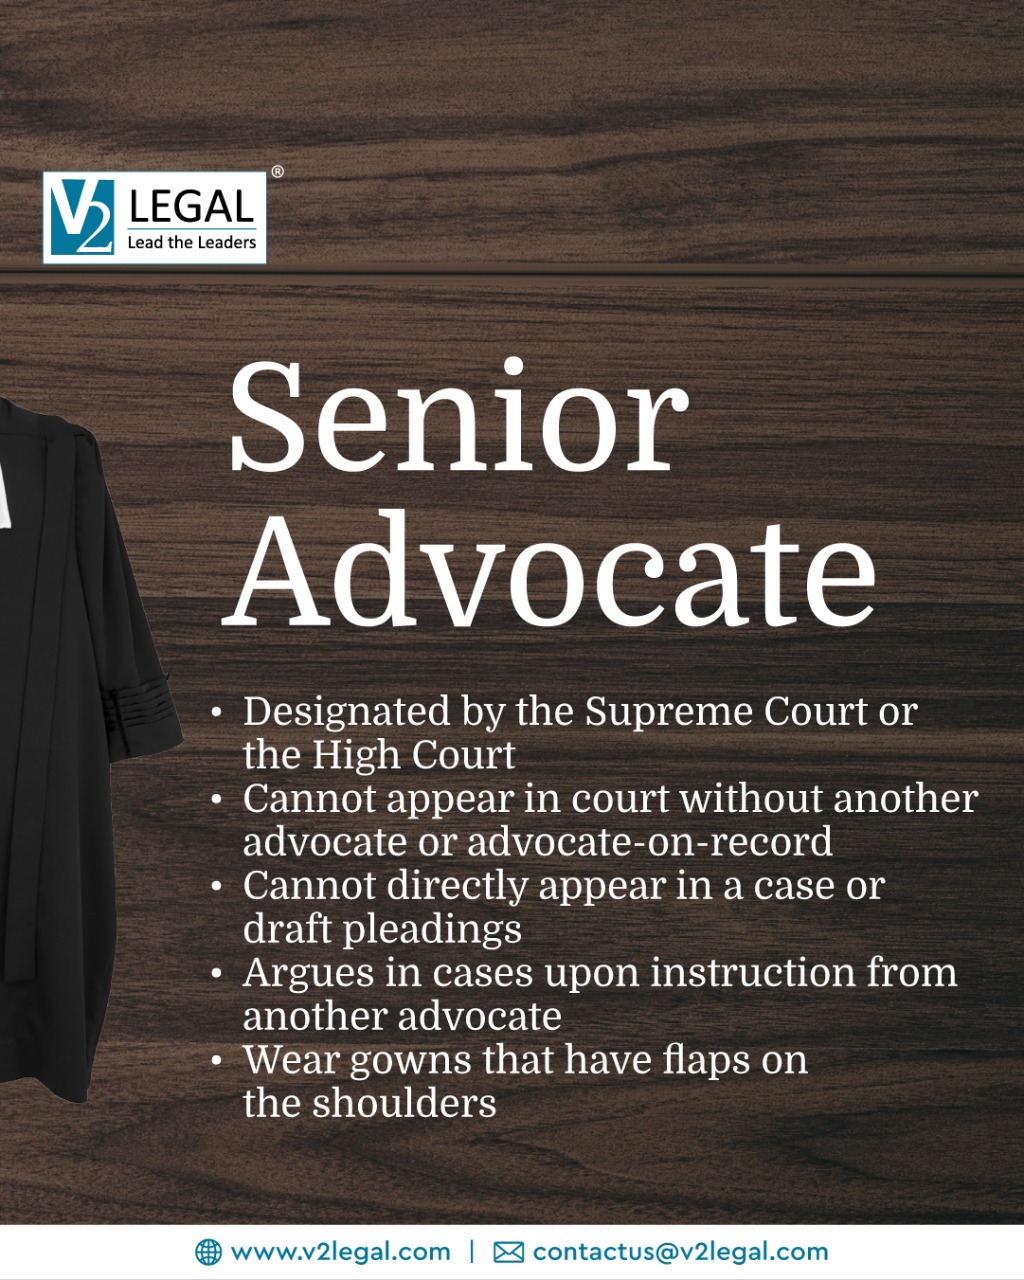 V2 LEGAL
Lead the Leaders
®
Senior
Advocate
• Designated by the Supreme Court or
the High Court
• Cannot appear in court without another
advocate or advocate-on-record
• Cannot directly appear in a case or
draft pleadings
• Argues in cases upon instruction from
another advocate
• Wear gowns that have flaps on
the shoulders
www.v2legal.com | contactus@v2legal.com